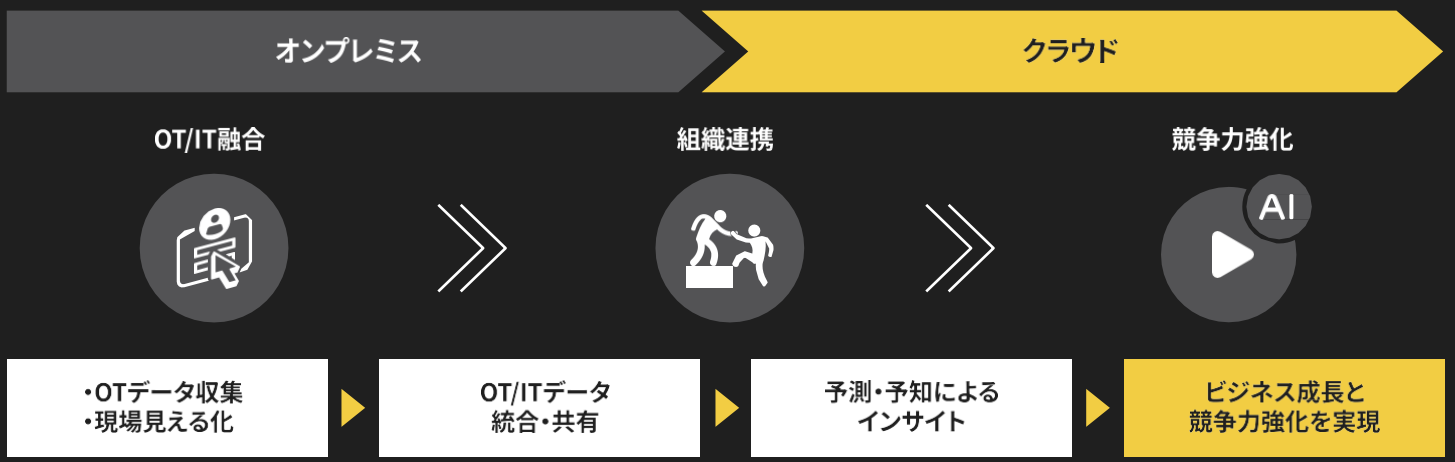 オンプレミス
クラウド
OT/IT融合
組織連携
競争力強化
AI
・OTデータ収集
・現場見える化
OT/ITデータ
統合・共有
予測・予知による
インサイト
ビジネス成長と
競争力強化を実現